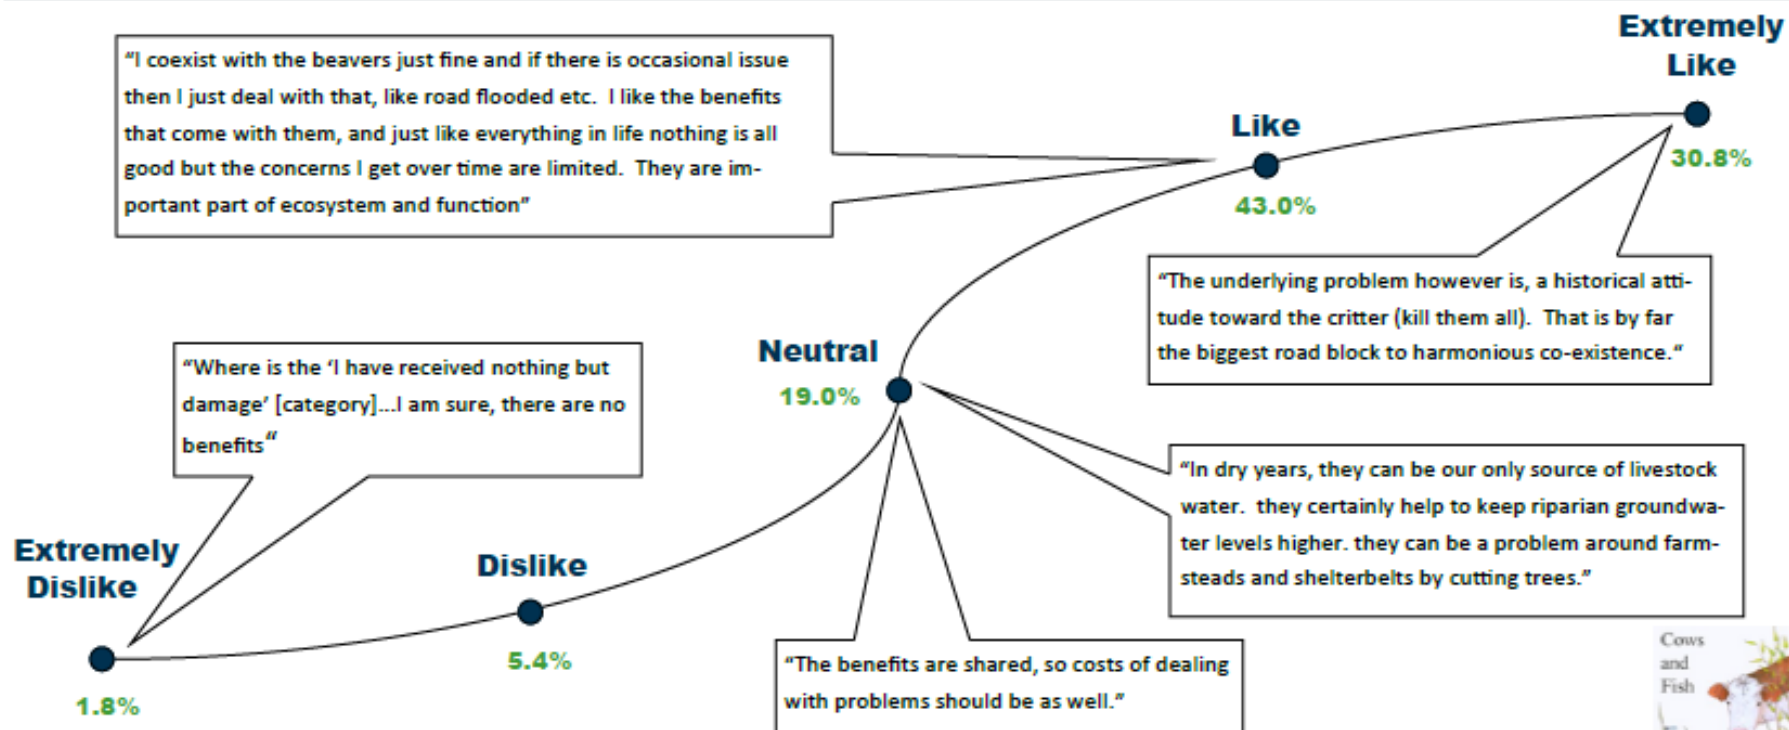 Extremely
Like
“I coexist with the beavers just fine and if there is occasional issue
then I just deal with that, like road flooded etc.  I like the benefits
that come with them, and just like everything in life nothing is all
good but the concerns I get over time are limited.  They are im-
portant part of ecosystem and function”
Like
43.0%
30.8%
“The underlying problem however is, a historical atti-
tude toward the critter (kill them all).  That is by far
the biggest road block to harmonious co-existence.“
Neutral
19.0%
“Where is the ‘I have received nothing but
damage’ [category]...I am sure, there are no
benefits“
“In dry years, they can be our only source of livestock
water.  they certainly help to keep riparian groundwa-
ter levels higher. they can be a problem around farm-
steads and shelterbelts by cutting trees.”
Extremely
Dislike
1.8%
Dislike
5.4%
“The benefits are shared, so costs of dealing
with problems should be as well.”
Cows
and
Fish